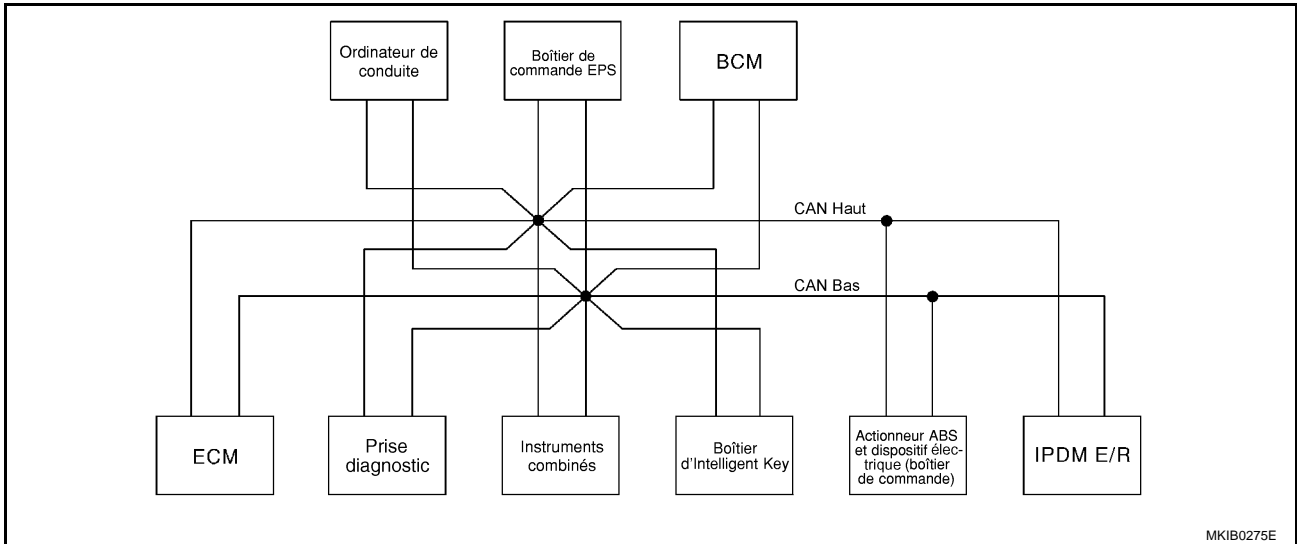 Ordinateur de
conduite
Boîtier de
commande EPS
BCM
CAN Haut
CAN Bas
ECM
Prise
diagnostic
Instruments
combinés
Boîtier
d'Intelligent Key
Actionneur ABS
et dispositif élec-
trique (boîtier
de commande)
IPDM E/R
MKIB0275E